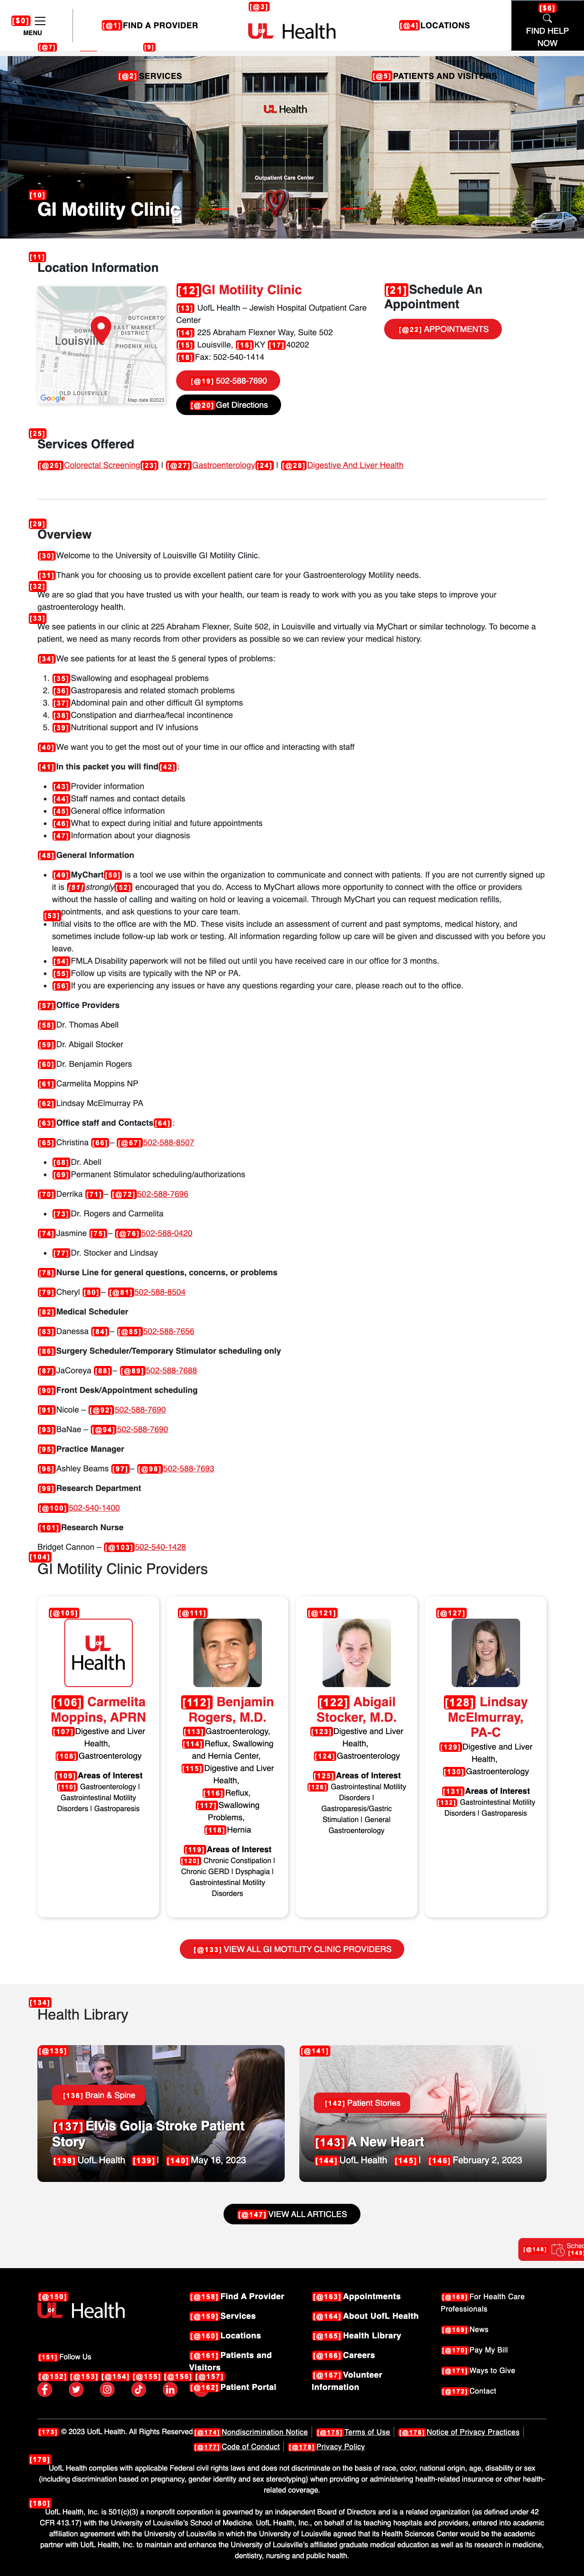 [$0]
MENU
[@1] FIND A PROVIDER
[@3]
UofL Health
[@4] LOCATIONS
[$6]
FIND HELP NOW
[@7] [9]
[@2] SERVICES
[@5] PATIENTS AND VISITORS
UofL Health
Outpatient Care Center
[10]
GI Motility Clinic
[11]
Location Information
BUTCHERTO
DOWN
EAST MARKET DISTRICT
Louisville
PHOENIX HILL
W Broadway
OLD LOUISVILLE
Google
Map data ©2023
[12] GI Motility Clinic
[13] UofL Health – Jewish Hospital Outpatient Care
Center
[14] 225 Abraham Flexner Way, Suite 502
[15] Louisville, [16] KY [17] 40202
[18] Fax: 502-540-1414
[@19] 502-588-7690
[@20] Get Directions
[21] Schedule An
Appointment
[@22] APPOINTMENTS
[25]
Services Offered
[@26] Colorectal Screening [23] | [@27] Gastroenterology [24] | [@28] Digestive And Liver Health
[29]
Overview
[30] Welcome to the University of Louisville GI Motility Clinic.
[31] Thank you for choosing us to provide excellent patient care for your Gastroenterology Motility needs.
[32]
We are so glad that you have trusted us with your health, our team is ready to work with you as you take steps to improve your
gastroenterology health.
[33]
We see patients in our clinic at 225 Abraham Flexner, Suite 502, in Louisville and virtually via MyChart or similar technology. To become a
patient, we need as many records from other providers as possible so we can review your medical history.
[34] We see patients for at least the 5 general types of problems:
1. [35] Swallowing and esophageal problems
2. [36] Gastroparesis and related stomach problems
3. [37] Abdominal pain and other difficult GI symptoms
4. [38] Constipation and diarrhea/fecal incontinence
5. [39] Nutritional support and IV infusions
[40] We want you to get the most out of your time in our office and interacting with staff
[41] In this packet you will find [42] :
• [43] Provider information
• [44] Staff names and contact details
• [45] General office information
• [46] What to expect during initial and future appointments
• [47] Information about your diagnosis
[48] General Information
• [49] MyChart [50] is a tool we use within the organization to communicate and connect with patients. If you are not currently signed up
it is [51] strongly [52] encouraged that you do. Access to MyChart allows more opportunity to connect with the office or providers
without the hassle of calling and waiting on hold or leaving a voicemail. Through MyChart you can request medication refills,
appointments, and ask questions to your care team.
• [53] Initial visits to the office are with the MD. These visits include an assessment of current and past symptoms, medical history, and
sometimes include follow-up lab work or testing. All information regarding follow up care will be given and discussed with you before you
leave.
• [54] FMLA Disability paperwork will not be filled out until you have received care in our office for 3 months.
• [55] Follow up visits are typically with the NP or PA.
• [56] If you are experiencing any issues or have any questions regarding your care, please reach out to the office.
[57] Office Providers
[58] Dr. Thomas Abell
[59] Dr. Abigail Stocker
[60] Dr. Benjamin Rogers
[61] Carmelita Moppins NP
[62] Lindsay McElmurray PA
[63] Office staff and Contacts [64] :
[65] Christina [66] – [@67] 502-588-8507
• [68] Dr. Abell
• [69] Permanent Stimulator scheduling/authorizations
[70] Derrika [71] – [@72] 502-588-7696
• [73] Dr. Rogers and Carmelita
[74] Jasmine [75] – [@76] 502-588-0420
• [77] Dr. Stocker and Lindsay
[78] Nurse Line for general questions, concerns, or problems
[79] Cheryl [80] – [@81] 502-588-8504
[82] Medical Scheduler
[83] Danessa [84] – [@85] 502-588-7656
[86] Surgery Scheduler/Temporary Stimulator scheduling only
[87] JaCoreya [88] – [@89] 502-588-7688
[90] Front Desk/Appointment scheduling
[91] Nicole – [@92] 502-588-7690
[93] BaNae – [@94] 502-588-7690
[95] Practice Manager
[96] Ashley Beams [97] – [@98] 502-588-7693
[99] Research Department
[@100] 502-540-1400
[101] Research Nurse
Bridget Cannon – [@103] 502-540-1428
[104]
GI Motility Clinic Providers
[@105]
UofL Health
[106] Carmelita
Moppins, APRN
[107] Digestive and Liver
Health,
[108] Gastroenterology
[109] Areas of Interest
[110] Gastroenterology |
Gastrointestinal Motility
Disorders | Gastroparesis
[@111]
[112] Benjamin
Rogers, M.D.
[113] Gastroenterology,
[114] Reflux, Swallowing
and Hernia Center,
[115] Digestive and Liver
Health,
[116] Reflux,
[117] Swallowing
Problems,
[118] Hernia
[119] Areas of Interest
[120] Chronic Constipation |
Chronic GERD | Dysphagia |
Gastrointestinal Motility
Disorders
[@121]
[122] Abigail
Stocker, M.D.
[123] Digestive and Liver
Health,
[124] Gastroenterology
[125] Areas of Interest
[126] Gastrointestinal Motility
Disorders |
Gastroparesis/Gastric
Stimulation | General
Gastroenterology
[@127]
[128] Lindsay
McElmurray,
PA-C
[129] Digestive and Liver
Health,
[130] Gastroenterology
[131] Areas of Interest
[132] Gastrointestinal Motility
Disorders | Gastroparesis
[@133] VIEW ALL GI MOTILITY CLINIC PROVIDERS
[134]
Health Library
[@135]
[136] Brain & Spine
[137] Elvis Golja Stroke Patient
Story
[138] UofL Health [139] | [140] May 16, 2023
[@141]
[142] Patient Stories
[143] A New Heart
[144] UofL Health [145] | [146] February 2, 2023
[@147] VIEW ALL ARTICLES
[@148] Sched
[149]
[@150]
UofL Health
[151] Follow Us
[@152] [@153] [@154] [@155] [@156] [@157]
[@158] Find A Provider
[@159] Services
[@160] Locations
[@161] Patients and
Visitors
[@162] Patient Portal
[@163] Appointments
[@164] About UofL Health
[@165] Health Library
[@166] Careers
[@167] Volunteer
Information
[@168] For Health Care
Professionals
[@169] News
[@170] Pay My Bill
[@171] Ways to Give
[@172] Contact
[173] © 2023 UofL Health. All Rights Reserved [@174] Nondiscrimination Notice [@175] Terms of Use [@176] Notice of Privacy Practices
[@177] Code of Conduct [@178] Privacy Policy
[179]
UofL Health complies with applicable Federal civil rights laws and does not discriminate on the basis of race, color, national origin, age, disability or sex
(including discrimination based on pregnancy, gender identity and sex stereotyping) when providing or administering health-related insurance or other health-
related coverage.
[180]
UofL Health, Inc. is 501(c)(3) a nonprofit corporation is governed by an independent Board of Directors and is a related organization (as defined under 42
CFR 413.17) with the University of Louisville's School of Medicine. UofL Health, Inc., on behalf of its teaching hospitals and providers, entered into academic
affiliation agreement with the University of Louisville in which the University of Louisville agreed that its Health Sciences Center would be the academic
partner with UofL Health, Inc. to maintain and enhance the University of Louisville's affiliated medical education as well as its research in medicine,
dentistry, nursing and public health.